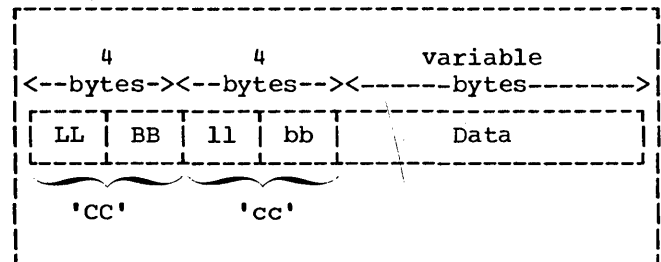 4 4 variable
<--bytes-><--bytes--><------bytes------->
LL BB ll bb Data
'CC' 'cc'